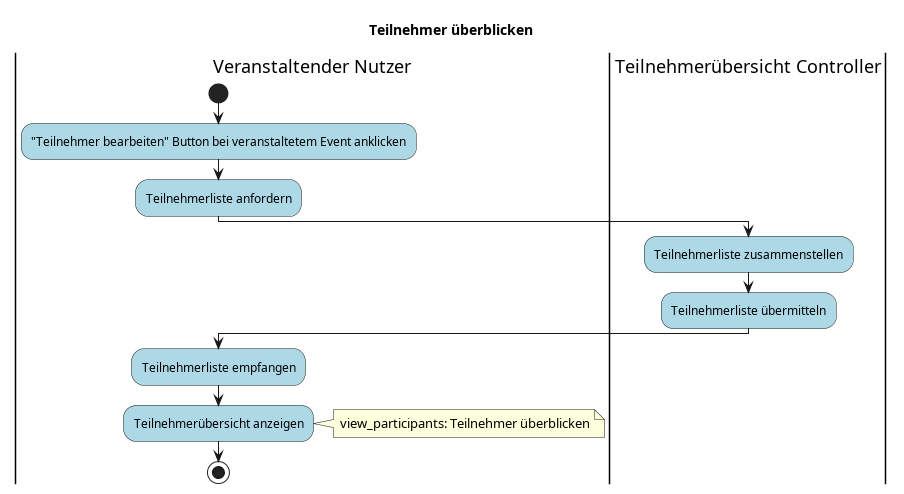 Teilnehmer überblicken
Veranstaltender Nutzer
Teilnehmerübersicht Controller
"Teilnehmer bearbeiten" Button bei veranstaltetem Event anklicken
Teilnehmerliste anfordern
Teilnehmerliste zusammenstellen
Teilnehmerliste übermitteln
Teilnehmerliste empfangen
Teilnehmerübersicht anzeigen
view_participants: Teilnehmer überblicken